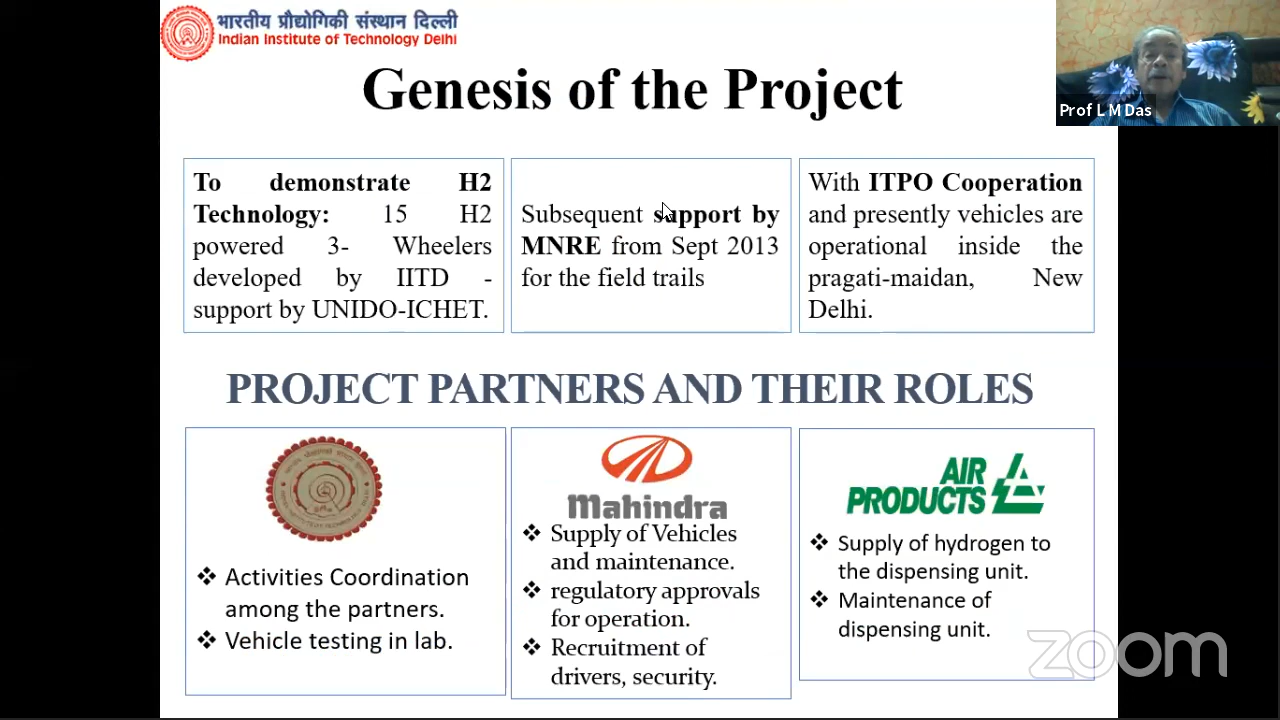 भारतीय प्रौद्योगिकी संस्थान दिल्ली
Indian Institute of Technology Delhi
Genesis of the Project
Prof L M Das
To demonstrate H2
Technology: 15 H2
powered 3- Wheelers
developed by IITD -
support by UNIDO-ICHET.
Subsequent support by
MNRE from Sept 2013
for the field trails
With ITPO Cooperation
and presently vehicles are
operational inside the
pragati-maidan, New
Delhi.
PROJECT PARTNERS AND THEIR ROLES
❖ Activities Coordination
among the partners.
❖ Vehicle testing in lab.
Mahindra
❖ Supply of Vehicles
and maintenance.
❖ regulatory approvals
for operation.
❖ Recruitment of
drivers, security.
AIR
PRODUCTS
❖ Supply of hydrogen to
the dispensing unit.
❖ Maintenance of
dispensing unit.
zoom